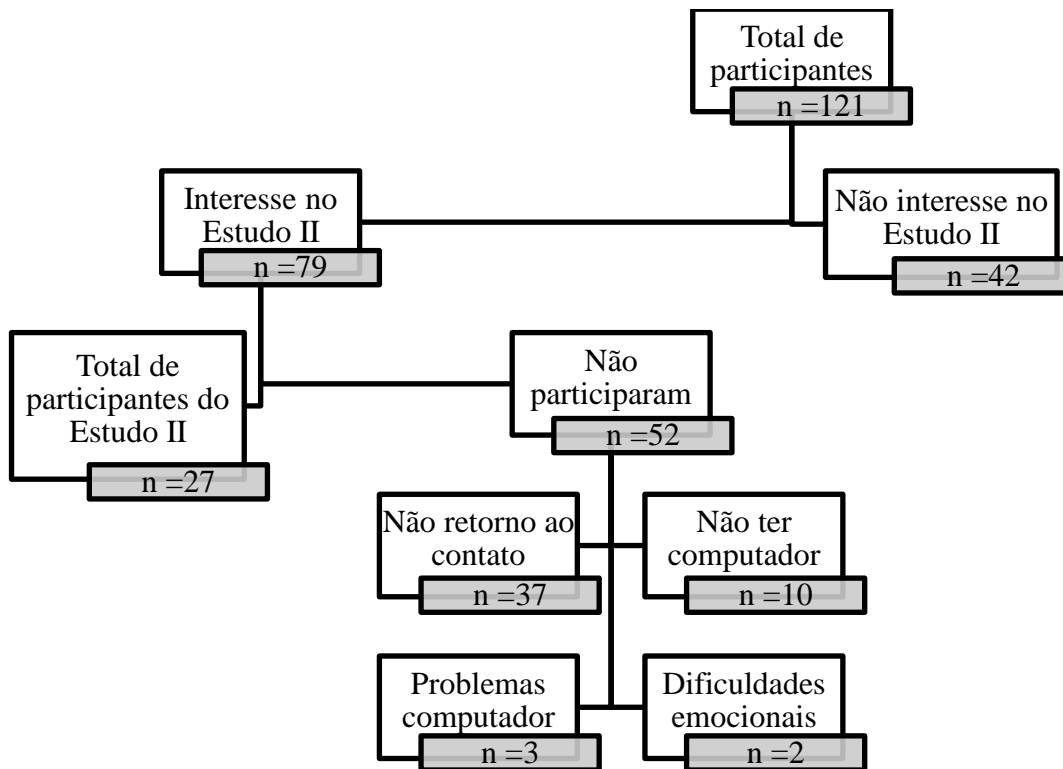 Total de
participantes
n =121
Interesse no
Estudo II
n =79
Não interesse no
Estudo II
n =42
Total de
participantes do
Estudo II
n =27
Não
participaram
n =52
Não retorno ao
contato
n =37
Não ter
computador
n =10
Problemas
computador
n =3
Dificuldades
emocionais
n =2